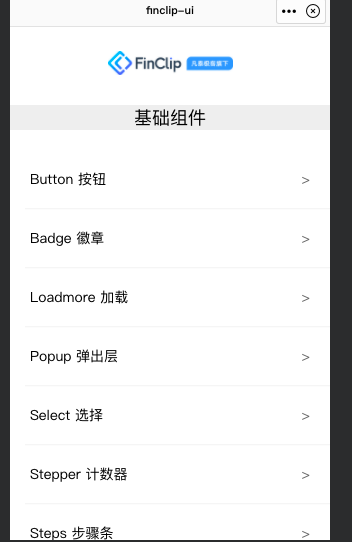 finclip-ui
FinClip 凡泰极客旗下
基础组件
Button 按钮 >
Badge 徽章 >
Loadmore 加载 >
Popup 弹出层 >
Select 选择 >
Stepper 计数器 >
Steps 步骤条 >